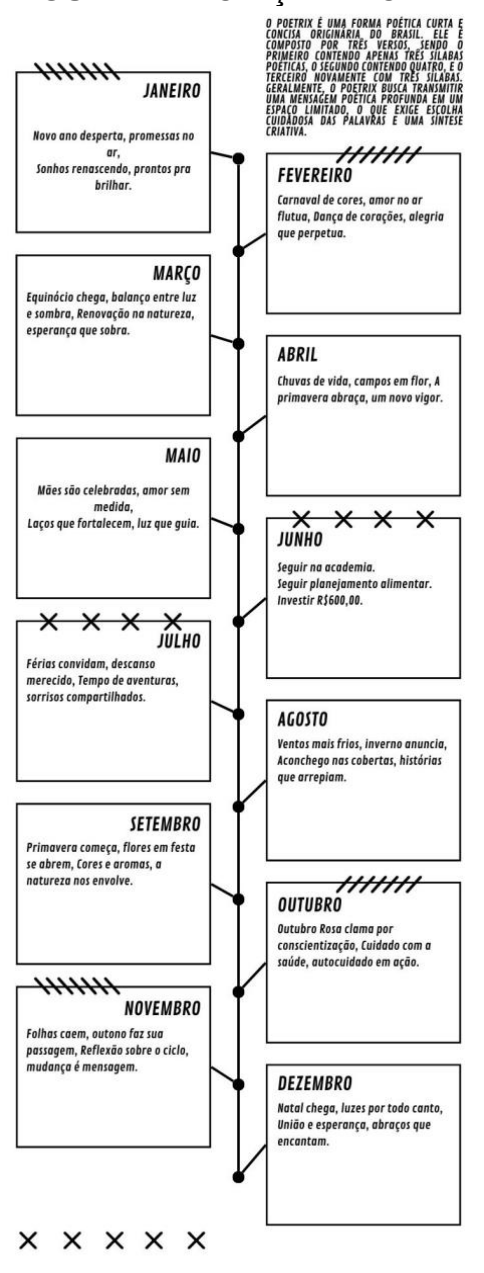 O POETRIX É UMA FORMA POÉTICA CURTA E
CONCISA ORIGINÁRIA DO BRASIL. ELE É
COMPOSTO POR TRÊS VERSOS, SENDO O
PRIMEIRO CONTENDO APENAS TRÊS SÍLABAS
POÉTICAS, O SEGUNDO CONTENDO QUATRO, E O
TERCEIRO NOVAMENTE COM TRÊS SÍLABAS.
GERALMENTE, O POETRIX BUSCA TRANSMITIR
UMA MENSAGEM POÉTICA PROFUNDA EM UM
ESPAÇO LIMITADO, O QUE EXIGE ESCOLHA
CUIDADOSA DAS PALAVRAS E UMA SÍNTESE
CRIATIVA.
JANEIRO
Novo ano desperta, promessas no
ar,
Sonhos renascendo, prontos pra
brilhar.
FEVEREIRO
Carnaval de cores, amor no ar
flutua, Dança de corações, alegria
que perpetua.
MARÇO
Equinócio chega, balanço entre luz
e sombra, Renovação na natureza,
esperança que sobra.
ABRIL
Chuvas de vida, campos em flor, A
primavera abraça, um novo vigor.
MAIO
Mães são celebradas, amor sem
medida,
Laços que fortalecem, luz que guia.
JUNHO
Seguir na academia.
Seguir planejamento alimentar.
Investir R$600,00.
JULHO
Férias convidam, descanso
merecido, Tempo de aventuras,
sorrisos compartilhados.
AGOSTO
Ventos mais frios, inverno anuncia,
Aconchego nas cobertas, histórias
que arrepiam.
SETEMBRO
Primavera começa, flores em festa
se abrem, Cores e aromas, a
natureza nos envolve.
OUTUBRO
Outubro Rosa clama por
conscientização, Cuidado com a
saúde, autocuidado em ação.
NOVEMBRO
Folhas caem, outono faz sua
passagem, Reflexão sobre o ciclo,
mudança é mensagem.
DEZEMBRO
Natal chega, luzes por todo canto,
União e esperança, abraços que
encantam.